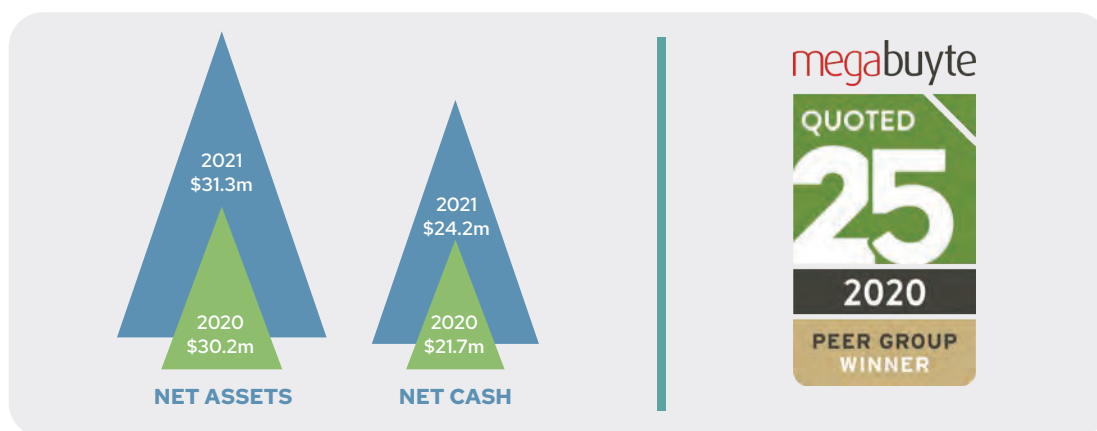 2021
$31.3m
2020
$30.2m
NET ASSETS
2021
$24.2m
2020
$21.7m
NET CASH
megabuyte
QUOTED
25
2020
PEER GROUP
WINNER